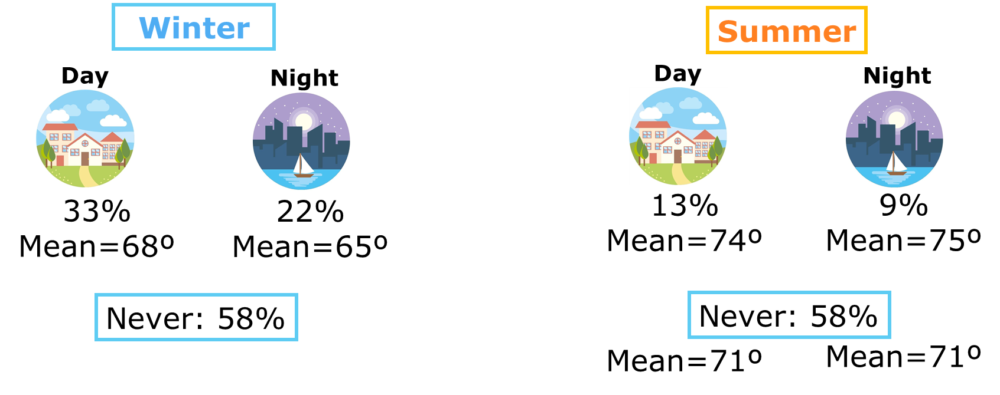 Winter
Day
Night
33%
22%
Mean=68º
Mean=65º
Never: 58%
Summer
Day
Night
13%
9%
Mean=74º
Mean=75º
Never: 58%
Mean=71º
Mean=71º